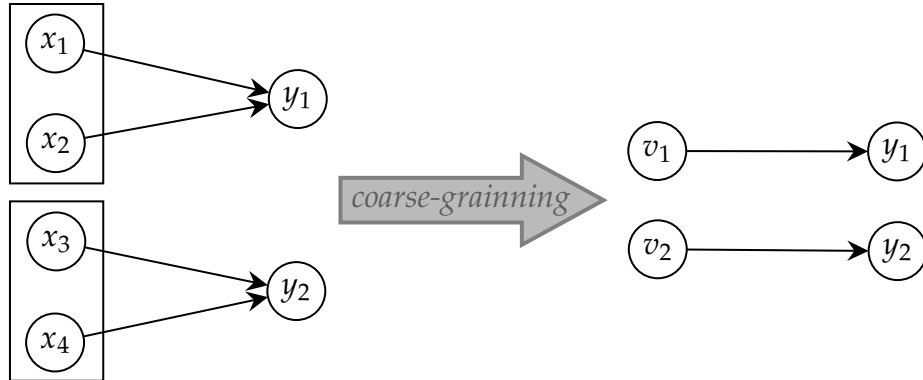 x₁
x₂
y₁
x₃
x₄
y₂
coarse-grainning
v₁
y₁
v₂
y₂